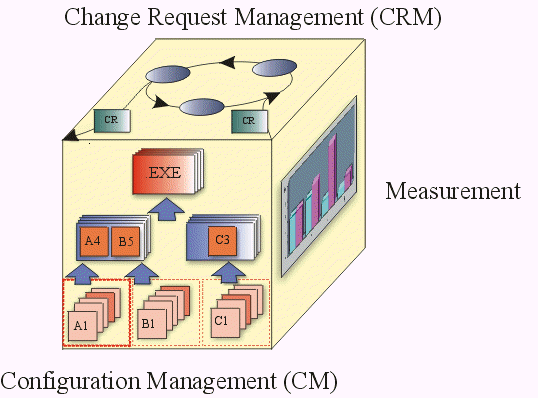 Change Request Management (CRM)
CR
CR
.EXE
Measurement
A4
B5
C3
A1
B1
C1
Configuration Management (CM)